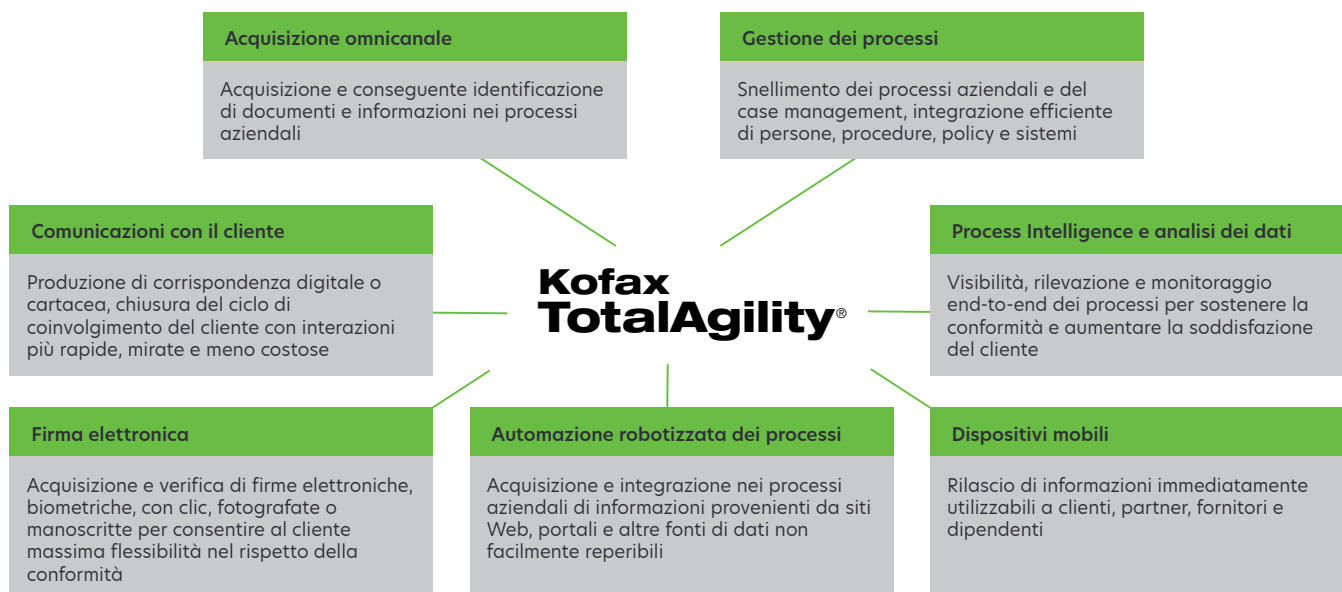 Acquisizione omnicanale
Acquisizione e conseguente identificazione
di documenti e informazioni nei processi
aziendali
Gestione dei processi
Snellimento dei processi aziendali e del
case management, integrazione efficiente
di persone, procedure, policy e sistemi
Comunicazioni con il cliente
Produzione di corrispondenza digitale o
cartacea, chiusura del ciclo di
coinvolgimento del cliente con interazioni
più rapide, mirate e meno costose
Kofax
TotalAgility®
Process Intelligence e analisi dei dati
Visibilità, rilevazione e monitoraggio
end-to-end dei processi per sostenere la
conformità e aumentare la soddisfazione
del cliente
Firma elettronica
Acquisizione e verifica di firme elettroniche,
biometriche, con clic, fotografate o
manoscritte per consentire al cliente
massima flessibilità nel rispetto della
conformità
Automazione robotizzata dei processi
Acquisizione e integrazione nei processi
aziendali di informazioni provenienti da siti
Web, portali e altre fonti di dati non
facilmente reperibili
Dispositivi mobili
Rilascio di informazioni immediatamente
utilizzabili a clienti, partner, fornitori e
dipendenti